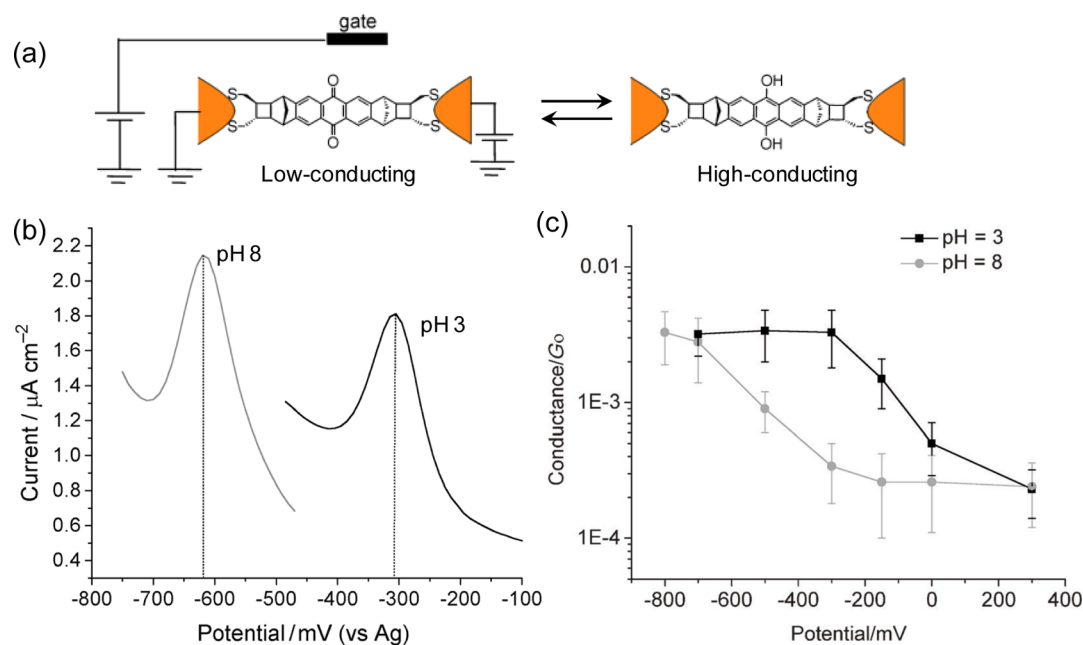 (a)
gate
S
S
O
O
S
S
S
S
OH
OH
S
S
Low-conducting
High-conducting
(b)
pH 8
pH 3
2.2
2.0
1.8
1.6
1.4
1.2
1.0
0.8
0.6
0.4
Current / μA cm⁻²
-800 -700 -600 -500 -400 -300 -200 -100
Potential / mV (vs Ag)
(c)
pH = 3
pH = 8
0.01
1E-3
1E-4
Conductance/Go
-800 -600 -400 -200 0 200 400
Potential/mV